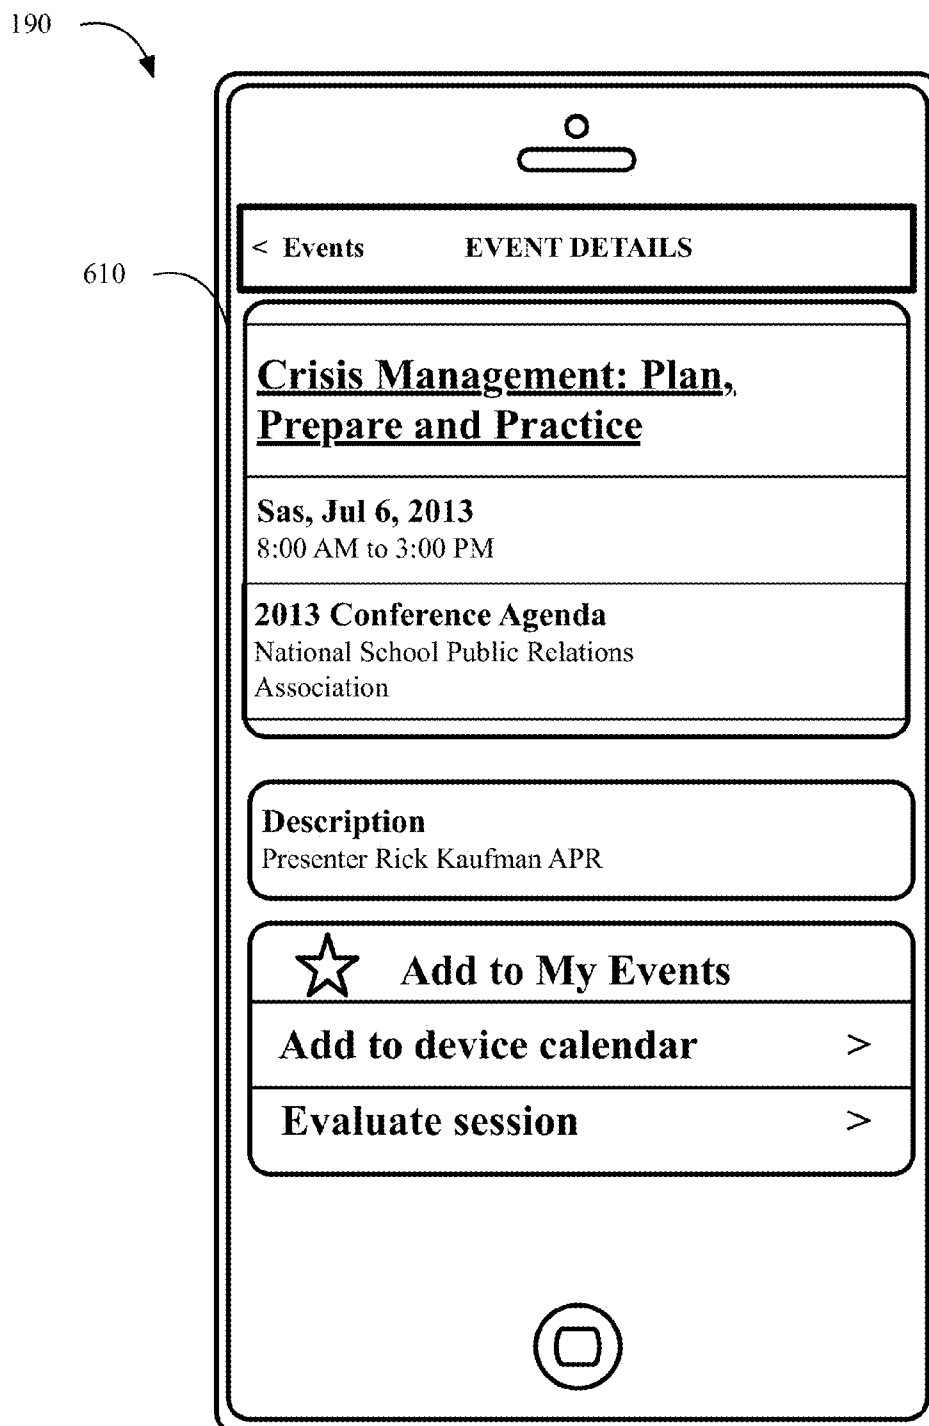 190
610
< Events EVENT DETAILS
Crisis Management: Plan,
Prepare and Practice
Sas, Jul 6, 2013
8:00 AM to 3:00 PM
2013 Conference Agenda
National School Public Relations
Association
Description
Presenter Rick Kaufman APR
Add to My Events
Add to device calendar >
Evaluate session >